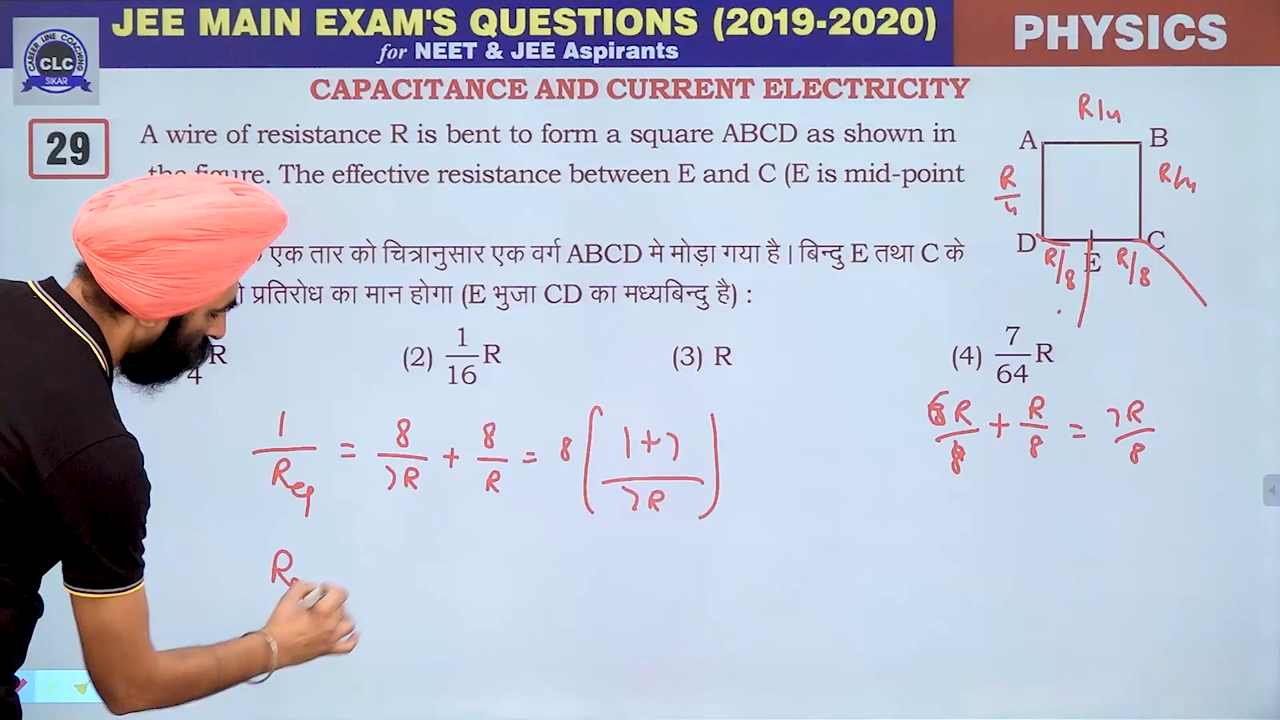 JEE MAIN EXAM'S QUESTIONS (2019-2020)
for NEET & JEE Aspirants
PHYSICS
CAREER LINE COACHING
CLC
SIKAR
CAPACITANCE AND CURRENT ELECTRICITY
29
A wire of resistance R is bent to form a square ABCD as shown in
the figure. The effective resistance between E and C (E is mid-point
एक तार को चित्रानुसार एक वर्ग ABCD मे मोड़ा गया है। बिन्दु E तथा C के
प्रतिरोध का मान होगा (E भुजा CD का मध्यबिन्दु है) :
4 R
(2) 1/16 R
(3) R
(4) 7/64 R
R/4
A B
R/4 R/4
D E C
R/8 R/8
6R/8 + R/8 = 7R/8
1/Req = 8/7R + 8/R = 8 ( 1+7 / 7R )
R